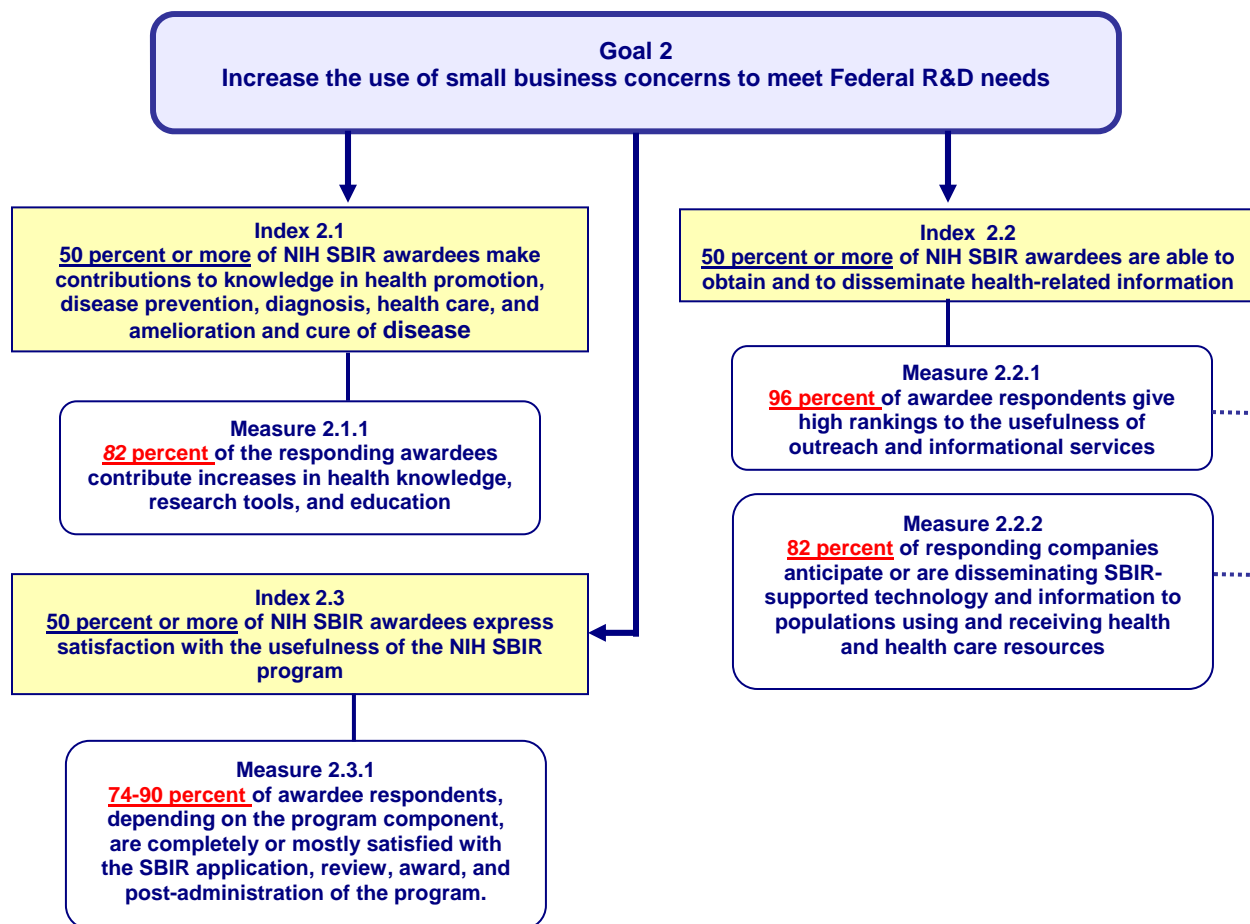 Goal 2
Increase the use of small business concerns to meet Federal R&D needs
Index 2.1
50 percent or more of NIH SBIR awardees make
contributions to knowledge in health promotion,
disease prevention, diagnosis, health care, and
amelioration and cure of disease
Measure 2.1.1
82 percent of the responding awardees
contribute increases in health knowledge,
research tools, and education
Index 2.2
50 percent or more of NIH SBIR awardees are able to
obtain and to disseminate health-related information
Measure 2.2.1
96 percent of awardee respondents give
high rankings to the usefulness of
outreach and informational services
Measure 2.2.2
82 percent of responding companies
anticipate or are disseminating SBIR-
supported technology and information to
populations using and receiving health
and health care resources
Index 2.3
50 percent or more of NIH SBIR awardees express
satisfaction with the usefulness of the NIH SBIR
program
Measure 2.3.1
74-90 percent of awardee respondents,
depending on the program component,
are completely or mostly satisfied with
the SBIR application, review, award, and
post-administration of the program.